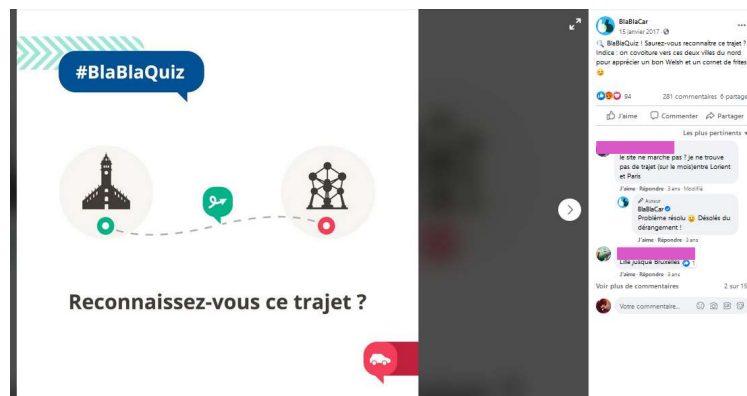 #BlaBlaQuiz
Reconnaissez-vous ce trajet ?
BlaBlaCar
15 janvier 2017
BlaBlaQuiz ! Saurez-vous reconnaître ce trajet ?
Indice : on covoiture vers ces deux villes du nord
pour apprécier un bon Welsh et un cornet de frites
94
281 commentaires 6 partages
J'aime Commenter Partager
Les plus pertinents
le site ne marche pas ? je ne trouve
pas de trajet (sur le mois)entre Lorient
et Paris
J'aime · Répondre · 3 ans · Modifié
Auteur
BlaBlaCar
Problème résolu Désolés du
dérangement !
J'aime · Répondre · 3 ans
Lille jusque Bruxelles 1
J'aime · Répondre · 3 ans
Voir plus de commentaires
2 sur 15
Votre commentaire...